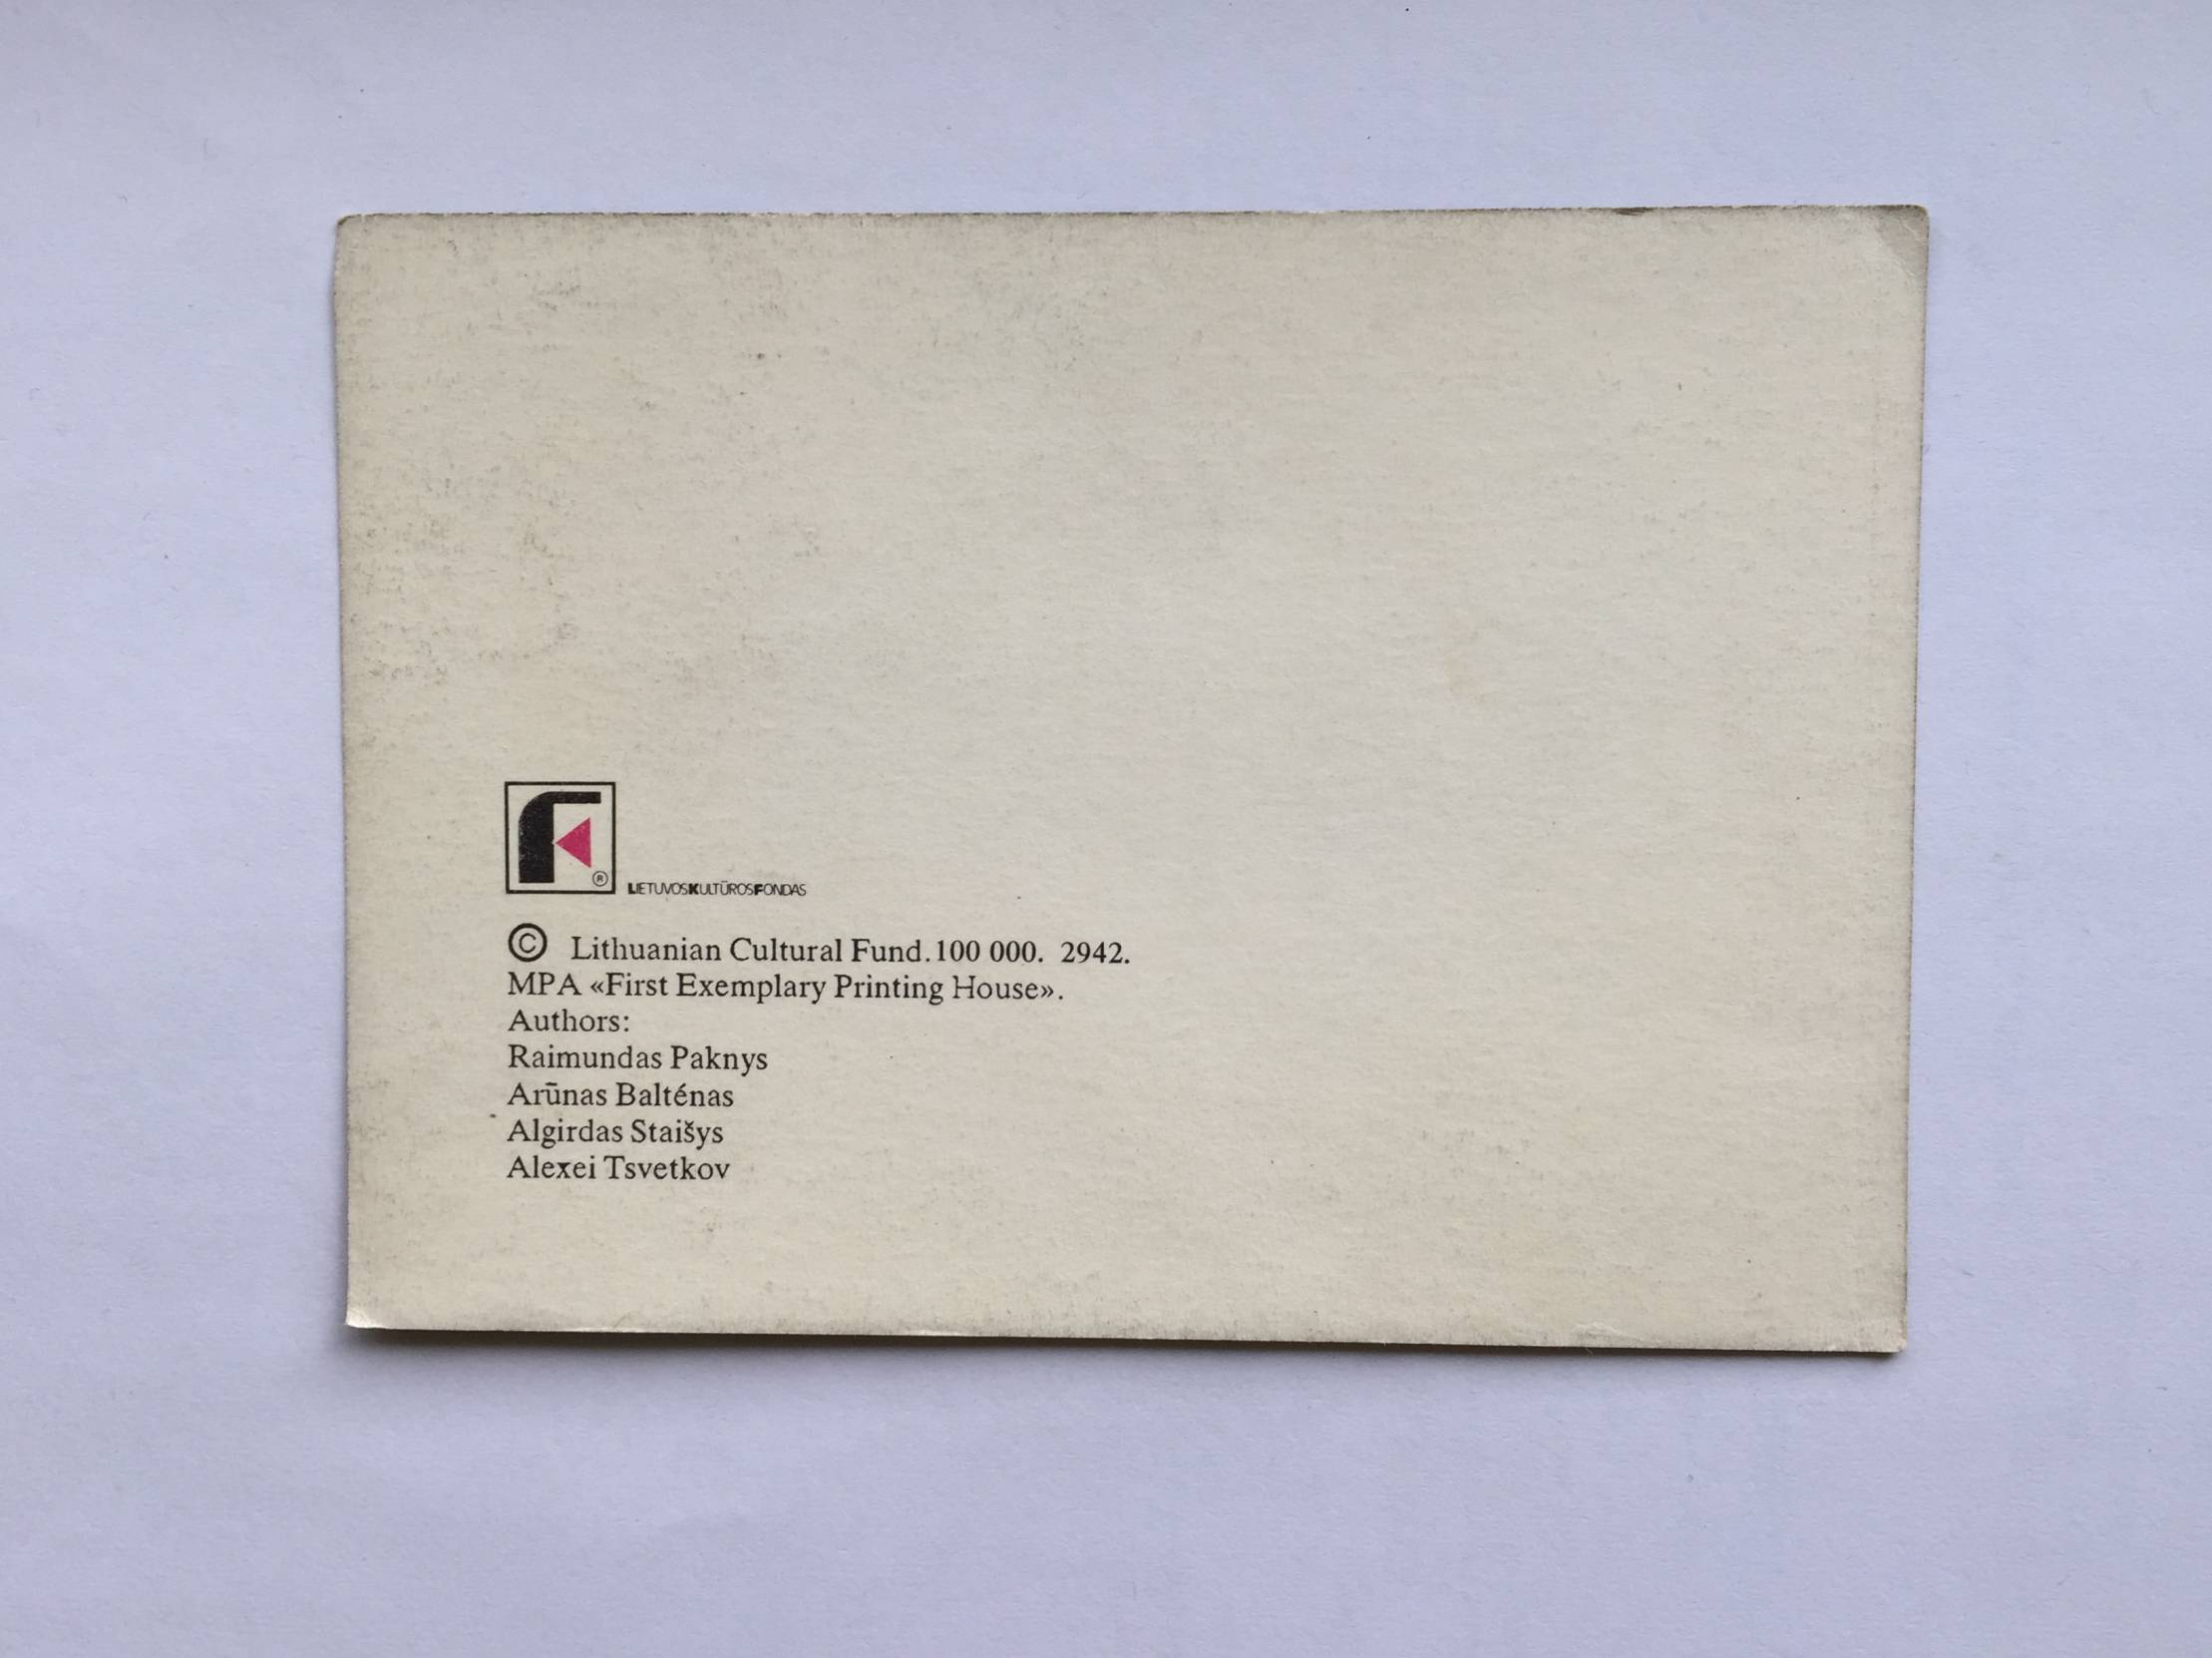 ®
LIETUVOSKULTŪROSFONDAS
© Lithuanian Cultural Fund. 100 000. 2942.
MPA «First Exemplary Printing House».
Authors:
Raimundas Paknys
Arūnas Balténas
Algirdas Staišys
Alexei Tsvetkov